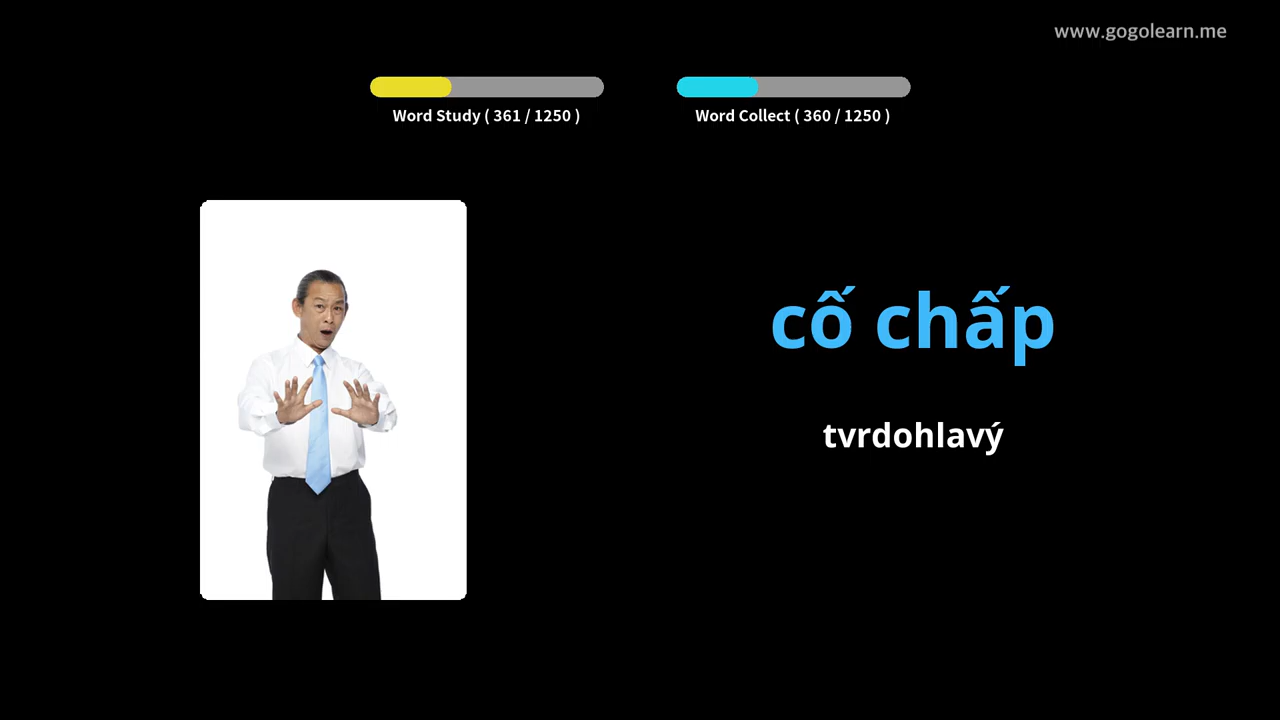 www.gogolearn.me
Word Study ( 361 / 1250 )
Word Collect ( 360 / 1250 )
cố chấp
tvrdohlavý